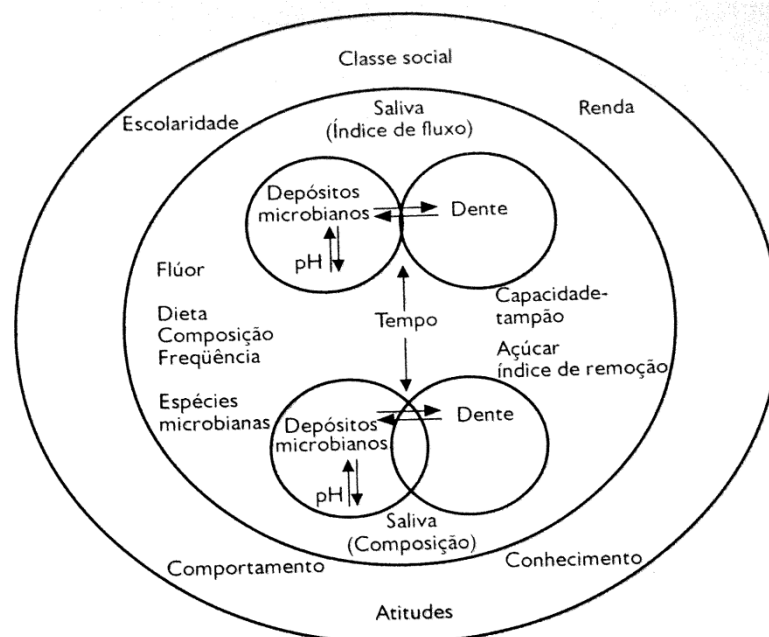 Classe social
Escolaridade
Saliva
(Índice de fluxo)
Renda
Depósitos
microbianos
Dente
pH
Flúor
Dieta
Composição
Freqüência
Espécies
microbianas
Tempo
Capacidade-
tampão
Açúcar
índice de remoção
Depósitos
microbianos
Dente
pH
Saliva
(Composição)
Comportamento
Conhecimento
Atitudes